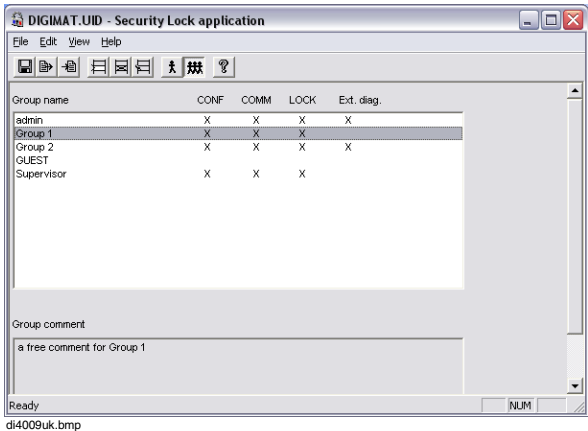 DIGIMAT.UID - Security Lock application
File Edit View Help
Group name CONF COMM LOCK Ext. diag.
admin X X X X
Group 1 X X X
Group 2 X X X X
GUEST
Supervisor X X X
Group comment
a free comment for Group 1
Ready NUM
di4009uk.bmp